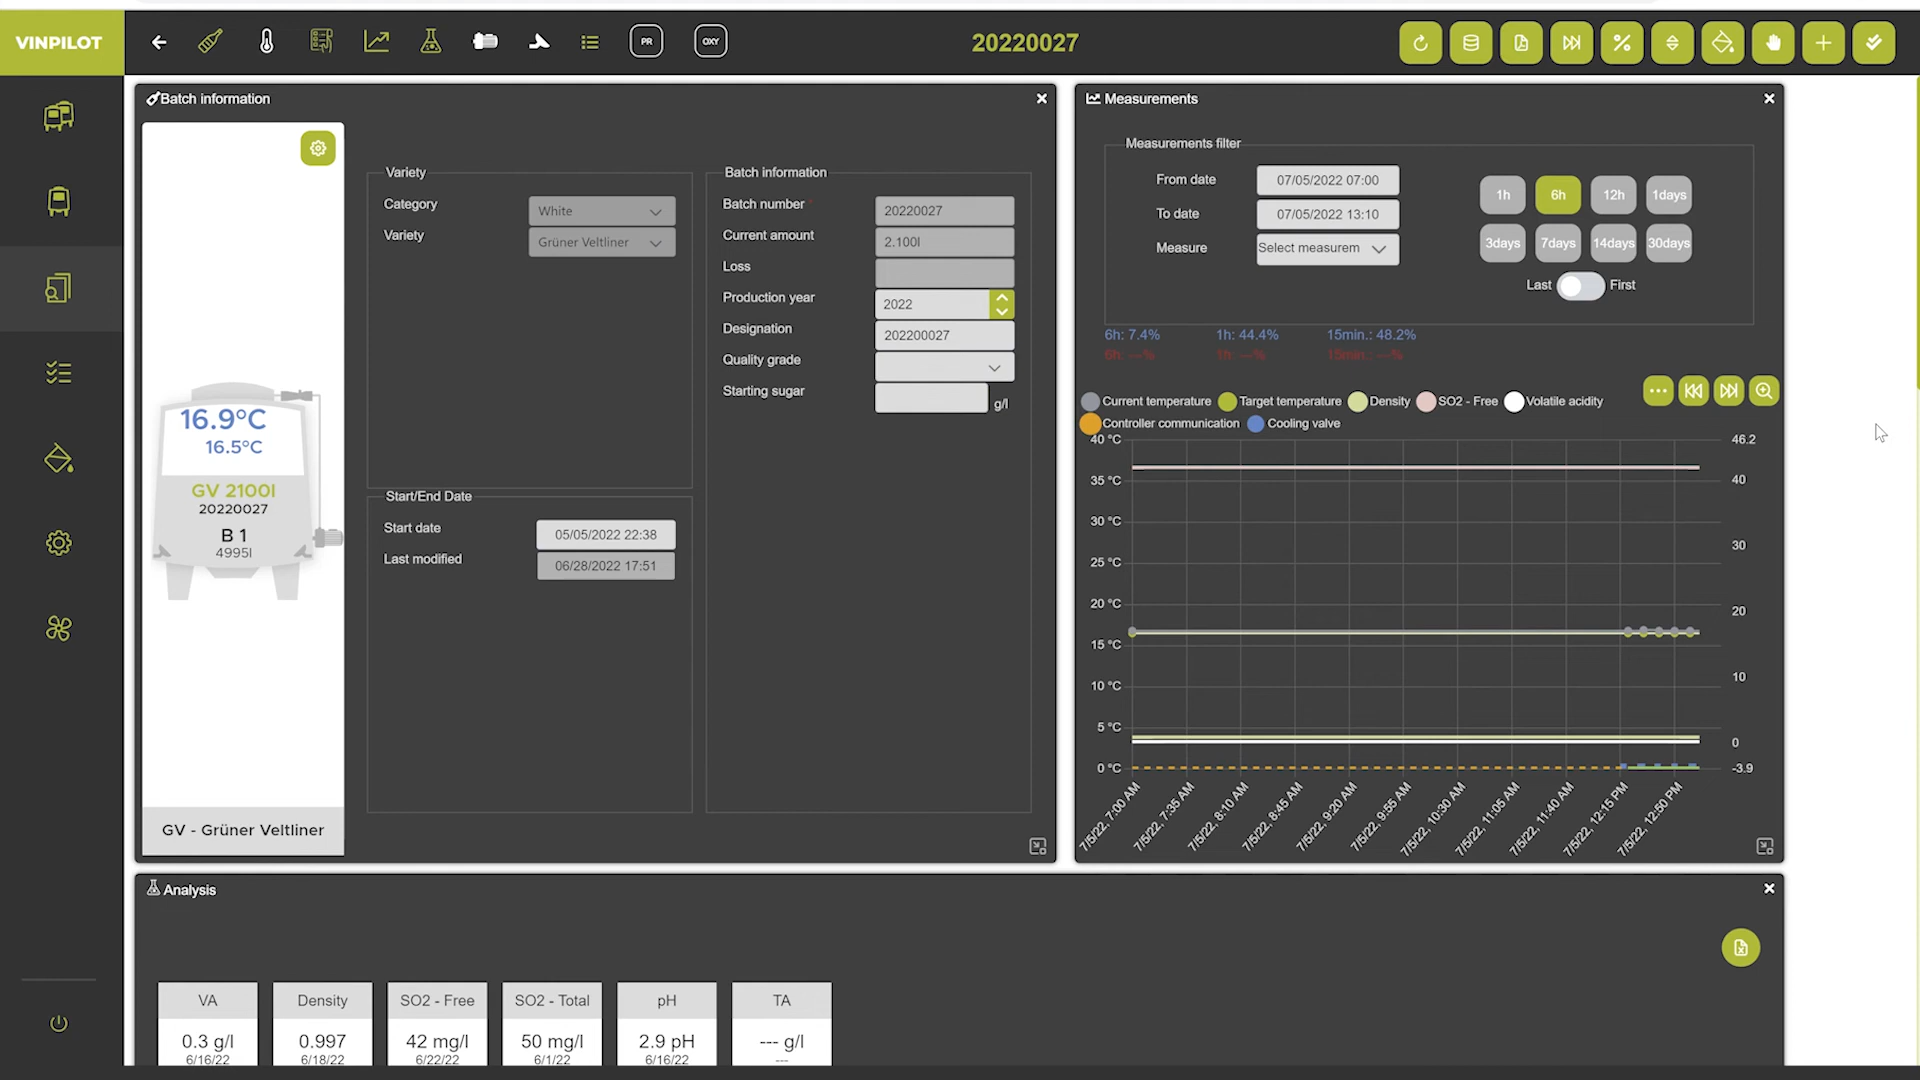 VINPILOT
PR
OXY
20220027
Batch information
16.9°C
16.5°C
GV 2100l
20220027
B 1
4995l
GV - Grüner Veltliner
Variety
Category
White
Variety
Grüner Veltliner
Start/End Date
Start date
05/05/2022 22:38
Last modified
06/28/2022 17:51
Batch information
Batch number
20220027
Current amount
2.100l
Loss
Production year
2022
Designation
202200027
Quality grade
Starting sugar
g/l
Measurements
Measurements filter
From date
07/05/2022 07:00
To date
07/05/2022 13:10
Measure
Select measurem
1h
6h
12h
1days
3days
7days
14days
30days
Last
First
6h: 7.4%
1h: 44.4%
15min.: 48.2%
6h: ---%
1h: ---%
15min.: ---%
Current temperature
Target temperature
Density
SO2 - Free
Volatile acidity
Controller communication
Cooling valve
40 °C
35 °C
30 °C
25 °C
20 °C
15 °C
10 °C
5 °C
0 °C
46.2
40
30
20
10
0
-3.9
7/5/22, 7:00 AM
7/5/22, 7:35 AM
7/5/22, 8:10 AM
7/5/22, 8:45 AM
7/5/22, 9:20 AM
7/5/22, 9:55 AM
7/5/22, 10:30 AM
7/5/22, 11:05 AM
7/5/22, 11:40 AM
7/5/22, 12:15 PM
7/5/22, 12:50 PM
Analysis
VA
0.3 g/l
6/16/22
Density
0.997
6/18/22
SO2 - Free
42 mg/l
6/22/22
SO2 - Total
50 mg/l
6/1/22
pH
2.9 pH
6/16/22
TA
--- g/l
---